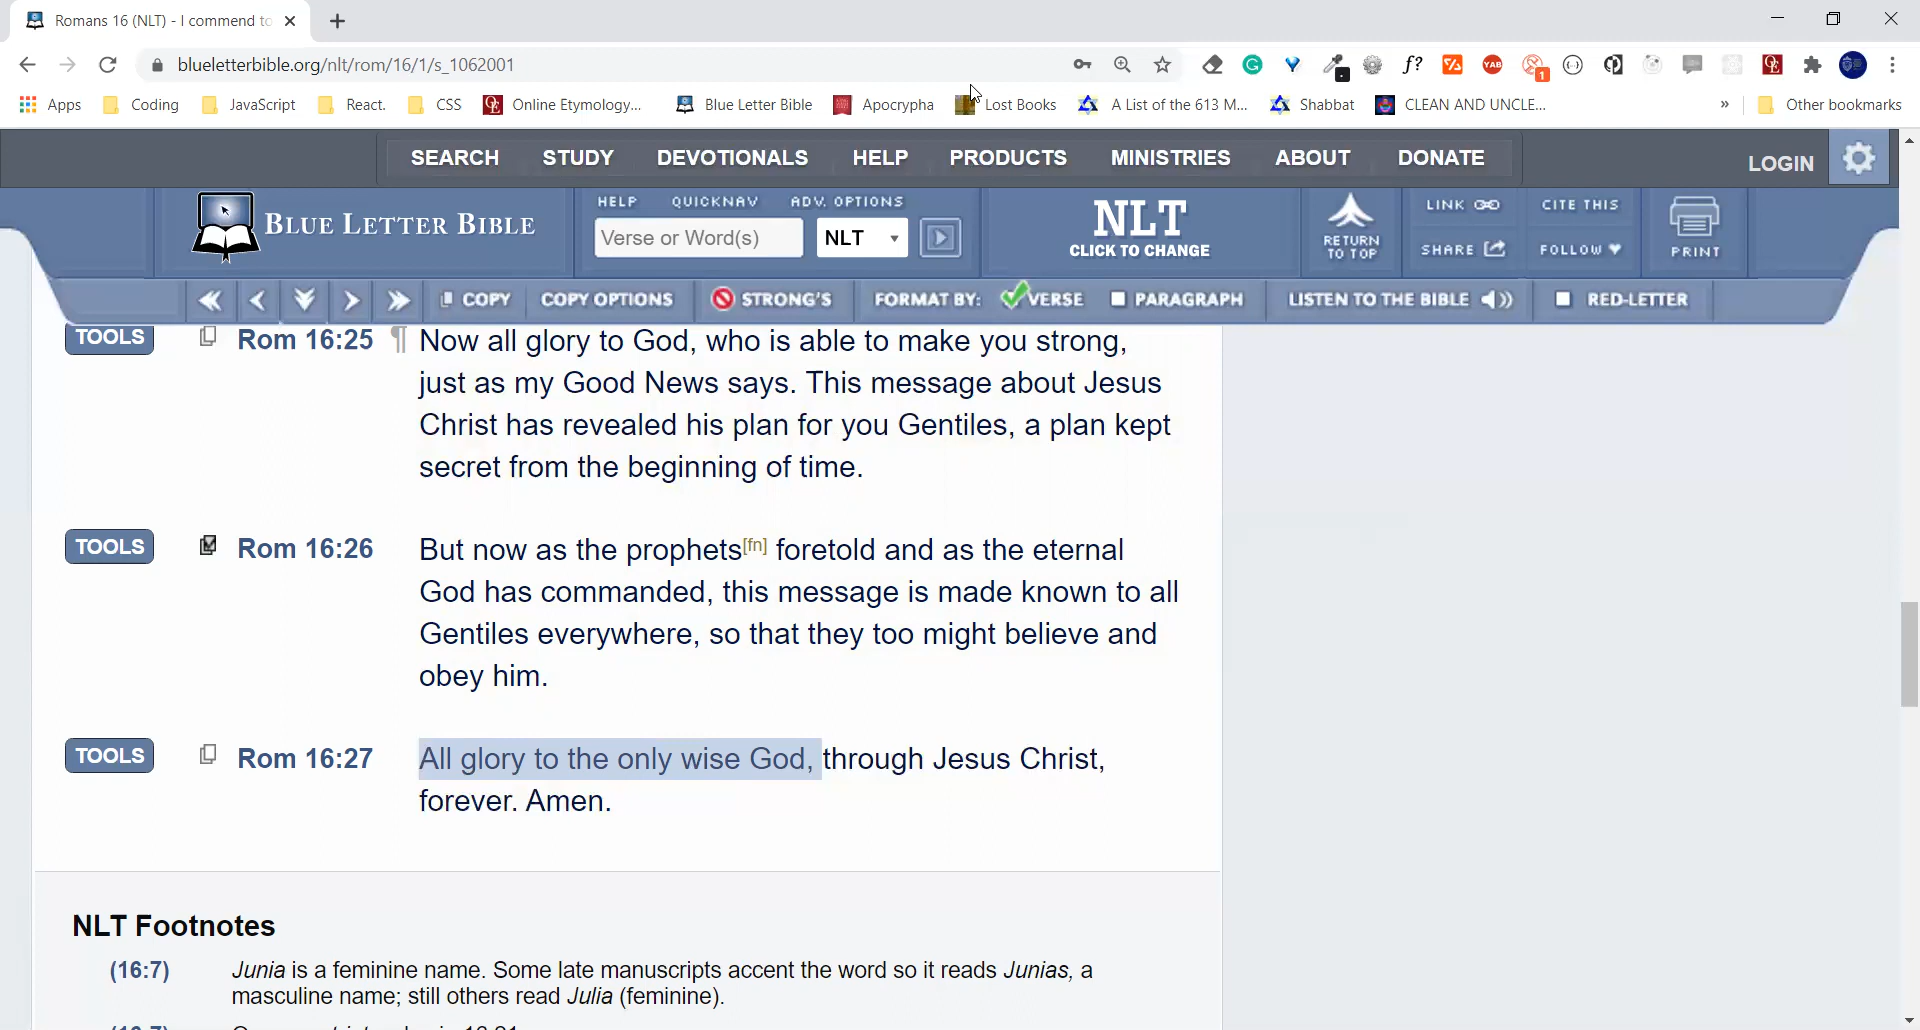 Romans 16 (NLT) - I commend to
blueletterbible.org/nlt/rom/16/1/s_1062001
f?
YAB
1
OE
Apps Coding JavaScript React. CSS OE Online Etymology... Blue Letter Bible Apocrypha Lost Books A List of the 613 M... Shabbat CLEAN AND UNCLE... » Other bookmarks
SEARCH STUDY DEVOTIONALS HELP PRODUCTS MINISTRIES ABOUT DONATE LOGIN
BLUE LETTER BIBLE
HELP QUICKNAV ADV. OPTIONS
Verse or Word(s) NLT
NLT
CLICK TO CHANGE
RETURN
TO TOP
LINK CITE THIS
SHARE FOLLOW
PRINT
COPY COPY OPTIONS STRONG'S FORMAT BY: VERSE PARAGRAPH LISTEN TO THE BIBLE RED-LETTER
TOOLS Rom 16:25 ¶ Now all glory to God, who is able to make you strong,
just as my Good News says. This message about Jesus
Christ has revealed his plan for you Gentiles, a plan kept
secret from the beginning of time.
TOOLS Rom 16:26 But now as the prophets[fn] foretold and as the eternal
God has commanded, this message is made known to all
Gentiles everywhere, so that they too might believe and
obey him.
TOOLS Rom 16:27 All glory to the only wise God, through Jesus Christ,
forever. Amen.
NLT Footnotes
(16:7) Junia is a feminine name. Some late manuscripts accent the word so it reads Junias, a
masculine name; still others read Julia (feminine).